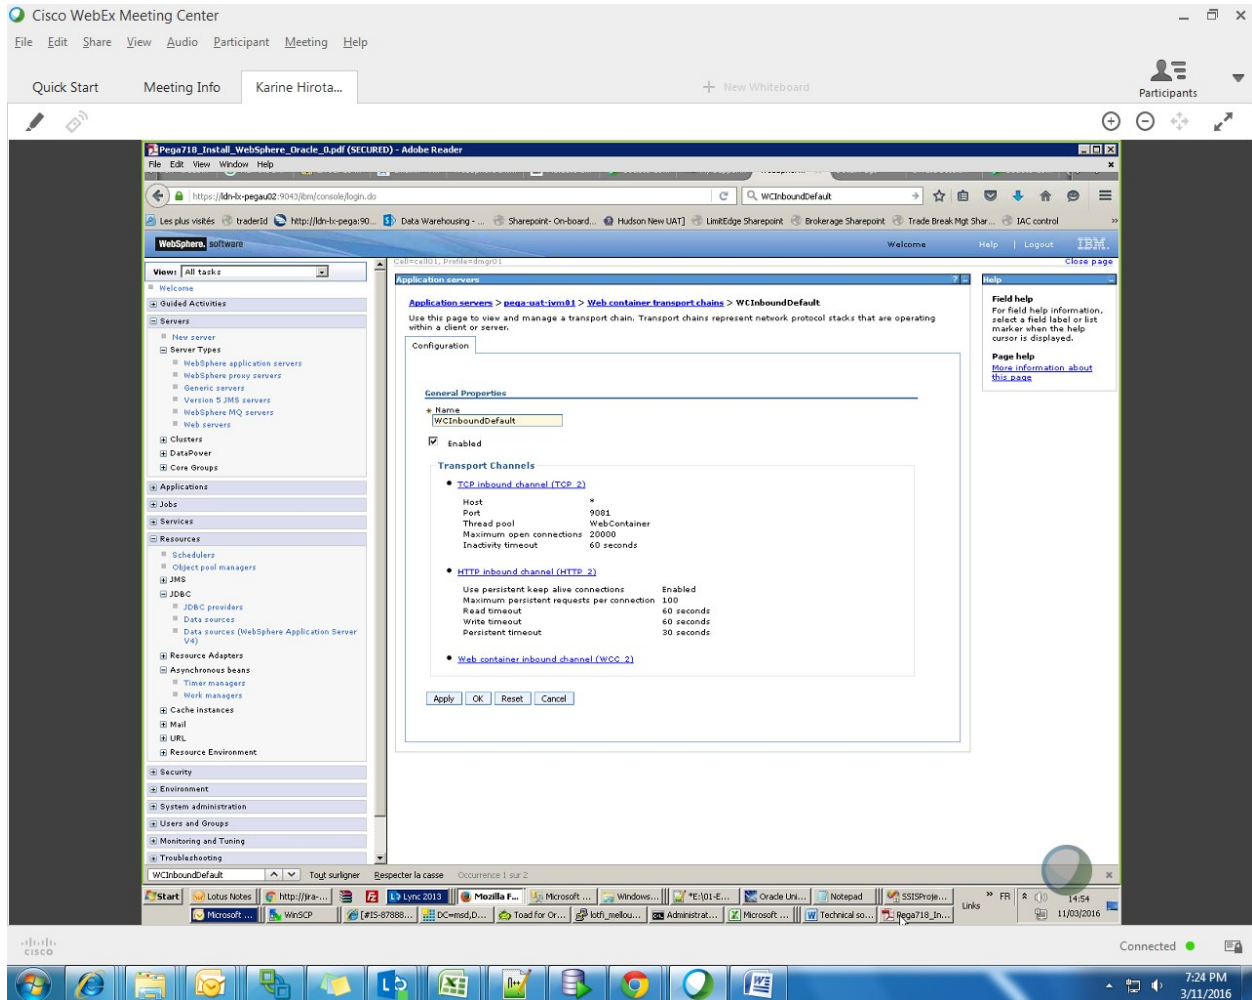 Cisco WebEx Meeting Center
File Edit Share View Audio Participant Meeting Help
Quick Start Meeting Info Karine Hirota... + New Whiteboard
Participants
Pega718_Install_WebSphere_Oracle_0.pdf (SECURED) - Adobe Reader
File Edit View Window Help
https://ldn-lx-pegau02:9043/ibm/console/login.do WCInboundDefault
Les plus visités traderId http://ldn-lx-pega:90... Data Warehousing - ... Sharepoint- On-board... Hudson New UAT] LimitEdge Sharepoint Brokerage Sharepoint Trade Break Mgt Shar... IAC control
WebSphere. software Welcome Help | Logout IBM.
Cell=cell01, Profile=dmgr01 Close page
View: All tasks
Welcome
Guided Activities
Servers
New server
Server Types
WebSphere application servers
WebSphere proxy servers
Generic servers
Version 5 JMS servers
WebSphere MQ servers
Web servers
Clusters
DataPower
Core Groups
Applications
Jobs
Services
Resources
Schedulers
Object pool managers
JMS
JDBC
JDBC providers
Data sources
Data sources (WebSphere Application Server
V4)
Resource Adapters
Asynchronous beans
Timer managers
Work managers
Cache instances
Mail
URL
Resource Environment
Security
Environment
System administration
Users and Groups
Monitoring and Tuning
Troubleshooting
Application servers
Application servers > pega-uat-jvm01 > Web container transport chains > WCInboundDefault
Use this page to view and manage a transport chain. Transport chains represent network protocol stacks that are operating
within a client or server.
Configuration
General Properties
* Name
WCInboundDefault
Enabled
Transport Channels
TCP inbound channel (TCP_2)
Host *
Port 9081
Thread pool WebContainer
Maximum open connections 20000
Inactivity timeout 60 seconds
HTTP inbound channel (HTTP_2)
Use persistent keep alive connections Enabled
Maximum persistent requests per connection 100
Read timeout 60 seconds
Write timeout 60 seconds
Persistent timeout 30 seconds
Web container inbound channel (WCC_2)
Apply OK Reset Cancel
Help
Field help
For field help information,
select a field label or list
marker when the help
cursor is displayed.
Page help
More information about
this page
WCInboundDefault Tout surligner Respecter la casse Occurrence 1 sur 2
Start Lotus Notes http://jra-... Lync 2013 Mozilla F... Microsoft ... Windows... *E:\01-E... Oracle Uni... Notepad SSISProje... Links » FR 14:54
Microsoft ... WinSCP [#IS-87888... DC=msd,D... Toad for Or... lotfi_mellou... Administrat... Microsoft ... Technical so... Pega718_In... 11/03/2016
CISCO Connected
7:24 PM
3/11/2016